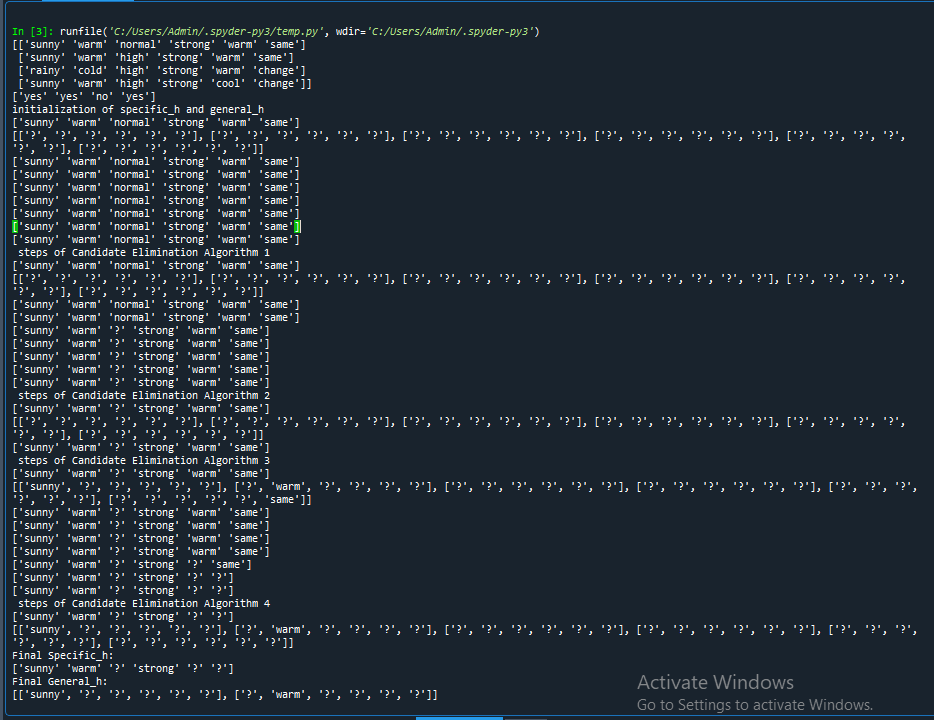 In [3]: runfile('C:/Users/Admin/.spyder-py3/temp.py', wdir='C:/Users/Admin/.spyder-py3')
[['sunny' 'warm' 'normal' 'strong' 'warm' 'same']
['sunny' 'warm' 'high' 'strong' 'warm' 'same']
['rainy' 'cold' 'high' 'strong' 'warm' 'change']
['sunny' 'warm' 'high' 'strong' 'cool' 'change']]
['yes' 'yes' 'no' 'yes']
initialization of specific_h and general_h
['sunny' 'warm' 'normal' 'strong' 'warm' 'same']
[['?', '?', '?', '?', '?', '?'], ['?', '?', '?', '?', '?', '?'], ['?', '?', '?', '?', '?', '?'], ['?', '?', '?', '?', '?', '?'], ['?', '?', '?', '?',
'?', '?'], ['?', '?', '?', '?', '?', '?']]
['sunny' 'warm' 'normal' 'strong' 'warm' 'same']
['sunny' 'warm' 'normal' 'strong' 'warm' 'same']
['sunny' 'warm' 'normal' 'strong' 'warm' 'same']
['sunny' 'warm' 'normal' 'strong' 'warm' 'same']
['sunny' 'warm' 'normal' 'strong' 'warm' 'same']
['sunny' 'warm' 'normal' 'strong' 'warm' 'same']
['sunny' 'warm' 'normal' 'strong' 'warm' 'same']
steps of Candidate Elimination Algorithm 1
['sunny' 'warm' 'normal' 'strong' 'warm' 'same']
[['?', '?', '?', '?', '?', '?'], ['?', '?', '?', '?', '?', '?'], ['?', '?', '?', '?', '?', '?'], ['?', '?', '?', '?', '?', '?'], ['?', '?', '?', '?',
'?', '?'], ['?', '?', '?', '?', '?', '?']]
['sunny' 'warm' 'normal' 'strong' 'warm' 'same']
['sunny' 'warm' 'normal' 'strong' 'warm' 'same']
['sunny' 'warm' '?' 'strong' 'warm' 'same']
['sunny' 'warm' '?' 'strong' 'warm' 'same']
['sunny' 'warm' '?' 'strong' 'warm' 'same']
['sunny' 'warm' '?' 'strong' 'warm' 'same']
['sunny' 'warm' '?' 'strong' 'warm' 'same']
steps of Candidate Elimination Algorithm 2
['sunny' 'warm' '?' 'strong' 'warm' 'same']
[['?', '?', '?', '?', '?', '?'], ['?', '?', '?', '?', '?', '?'], ['?', '?', '?', '?', '?', '?'], ['?', '?', '?', '?', '?', '?'], ['?', '?', '?', '?',
'?', '?'], ['?', '?', '?', '?', '?', '?']]
['sunny' 'warm' '?' 'strong' 'warm' 'same']
steps of Candidate Elimination Algorithm 3
['sunny' 'warm' '?' 'strong' 'warm' 'same']
[['sunny', '?', '?', '?', '?', '?'], ['?', 'warm', '?', '?', '?', '?'], ['?', '?', '?', '?', '?', '?'], ['?', '?', '?', '?', '?', '?'], ['?', '?', '?',
'?', '?', '?'], ['?', '?', '?', '?', '?', 'same']]
['sunny' 'warm' '?' 'strong' 'warm' 'same']
['sunny' 'warm' '?' 'strong' 'warm' 'same']
['sunny' 'warm' '?' 'strong' 'warm' 'same']
['sunny' 'warm' '?' 'strong' 'warm' 'same']
['sunny' 'warm' '?' 'strong' '?' 'same']
['sunny' 'warm' '?' 'strong' '?' '?']
['sunny' 'warm' '?' 'strong' '?' '?']
steps of Candidate Elimination Algorithm 4
['sunny' 'warm' '?' 'strong' '?' '?']
[['sunny', '?', '?', '?', '?', '?'], ['?', 'warm', '?', '?', '?', '?'], ['?', '?', '?', '?', '?', '?'], ['?', '?', '?', '?', '?', '?'], ['?', '?', '?',
'?', '?', '?'], ['?', '?', '?', '?', '?', '?']]
Final Specific_h:
['sunny' 'warm' '?' 'strong' '?' '?']
Final General_h:
[['sunny', '?', '?', '?', '?', '?'], ['?', 'warm', '?', '?', '?', '?']]
Activate Windows
Go to Settings to activate Windows.